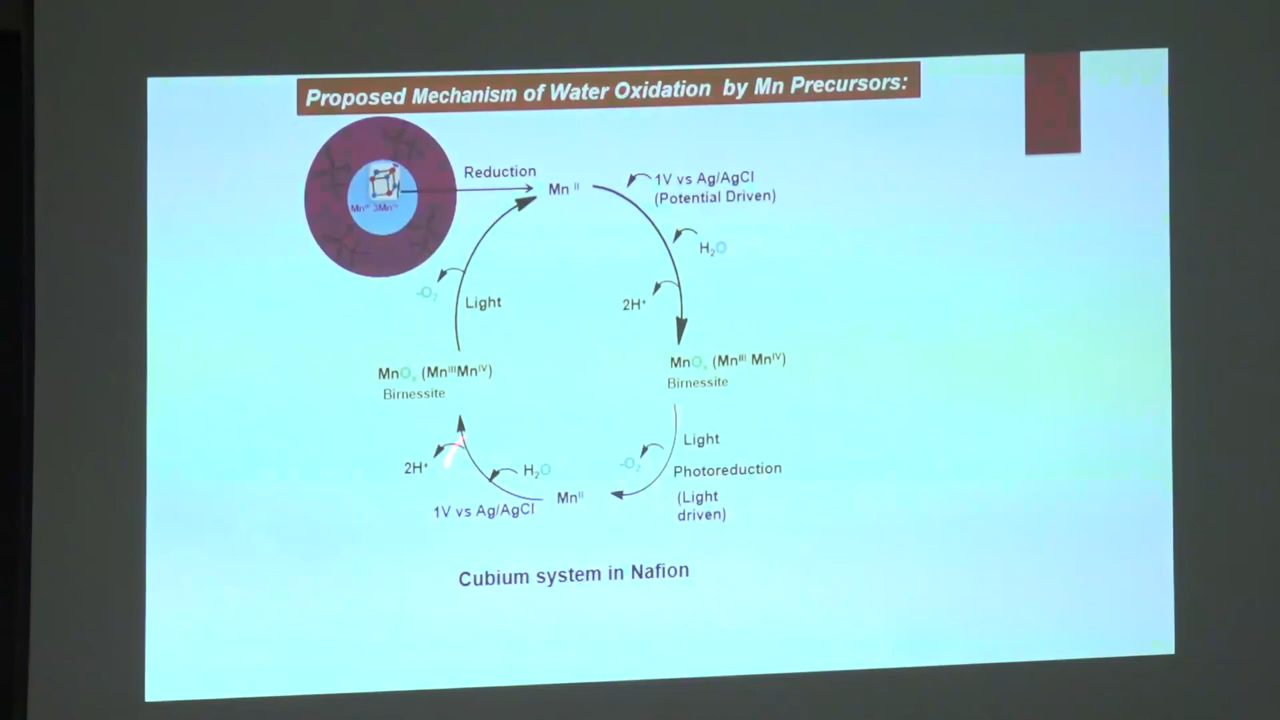 Proposed Mechanism of Water Oxidation by Mn Precursors:
Reduction
Mn II
1V vs Ag/AgCl
(Potential Driven)
H₂O
2H⁺
-O₂
Light
MnOₓ (MnᴵᴵᴵMnᴵⱽ)
Birnessite
MnOₓ (Mnᴵᴵᴵ Mnᴵⱽ)
Birnessite
Light
-O₂
Photoreduction
(Light
driven)
2H⁺
H₂O
Mnᴵᴵ
1V vs Ag/AgCl
Cubium system in Nafion